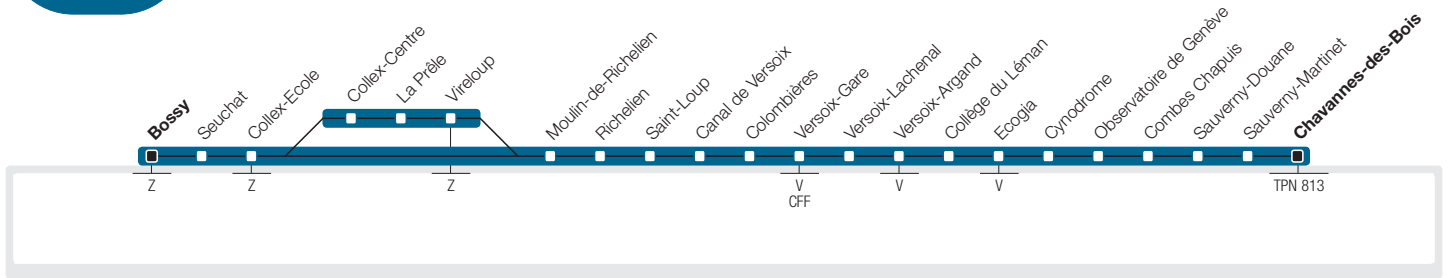 Bossy
Seuchat
Collex-Ecole
Collex-Centre
La Prêle
Vireloup
Moulin-de-Richelien
Richelien
Saint-Loup
Canal de Versoix
Colombières
Versoix-Gare
Versoix-Lachenal
Versoix-Argand
Collège du Léman
Ecogia
Cynodrome
Observatoire de Genève
Combes Chapuis
Sauverny-Douane
Sauverny-Martinet
Chavannes-des-Bois
Z
Z
Z
V
CFF
V
V
TPN 813